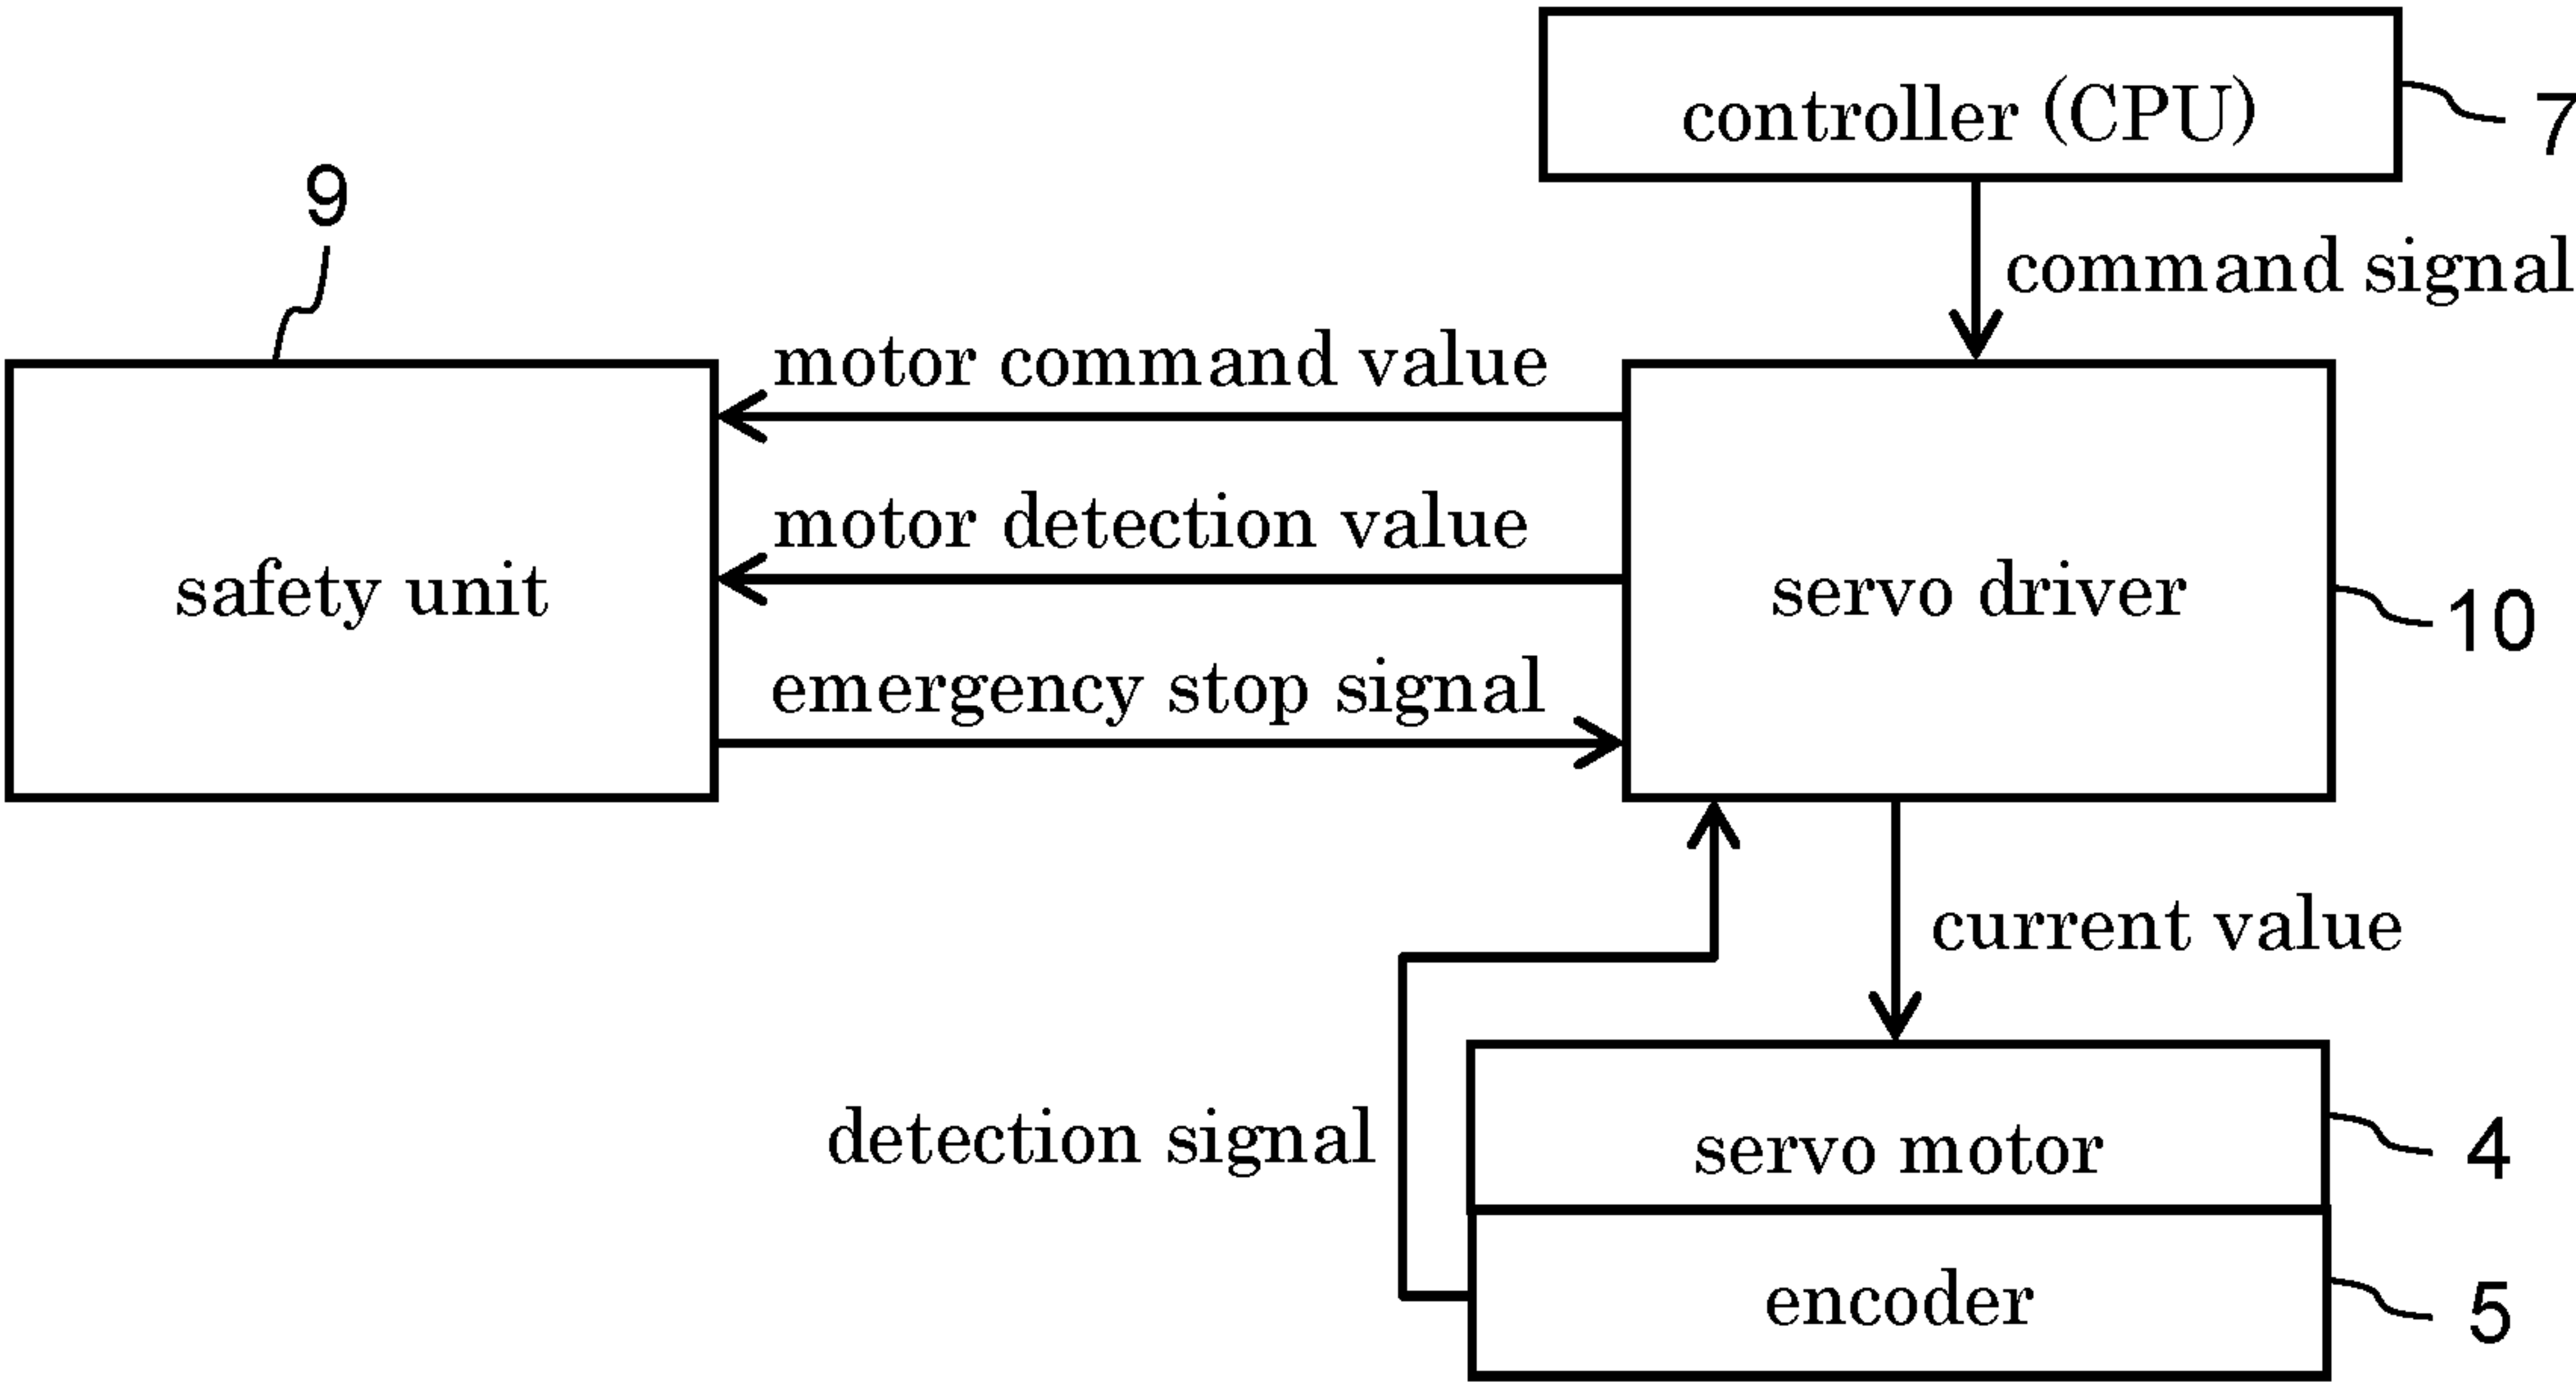 controller (CPU)
7
command signal
9
motor command value
motor detection value
safety unit
servo driver
10
emergency stop signal
current value
detection signal
servo motor
4
encoder
5